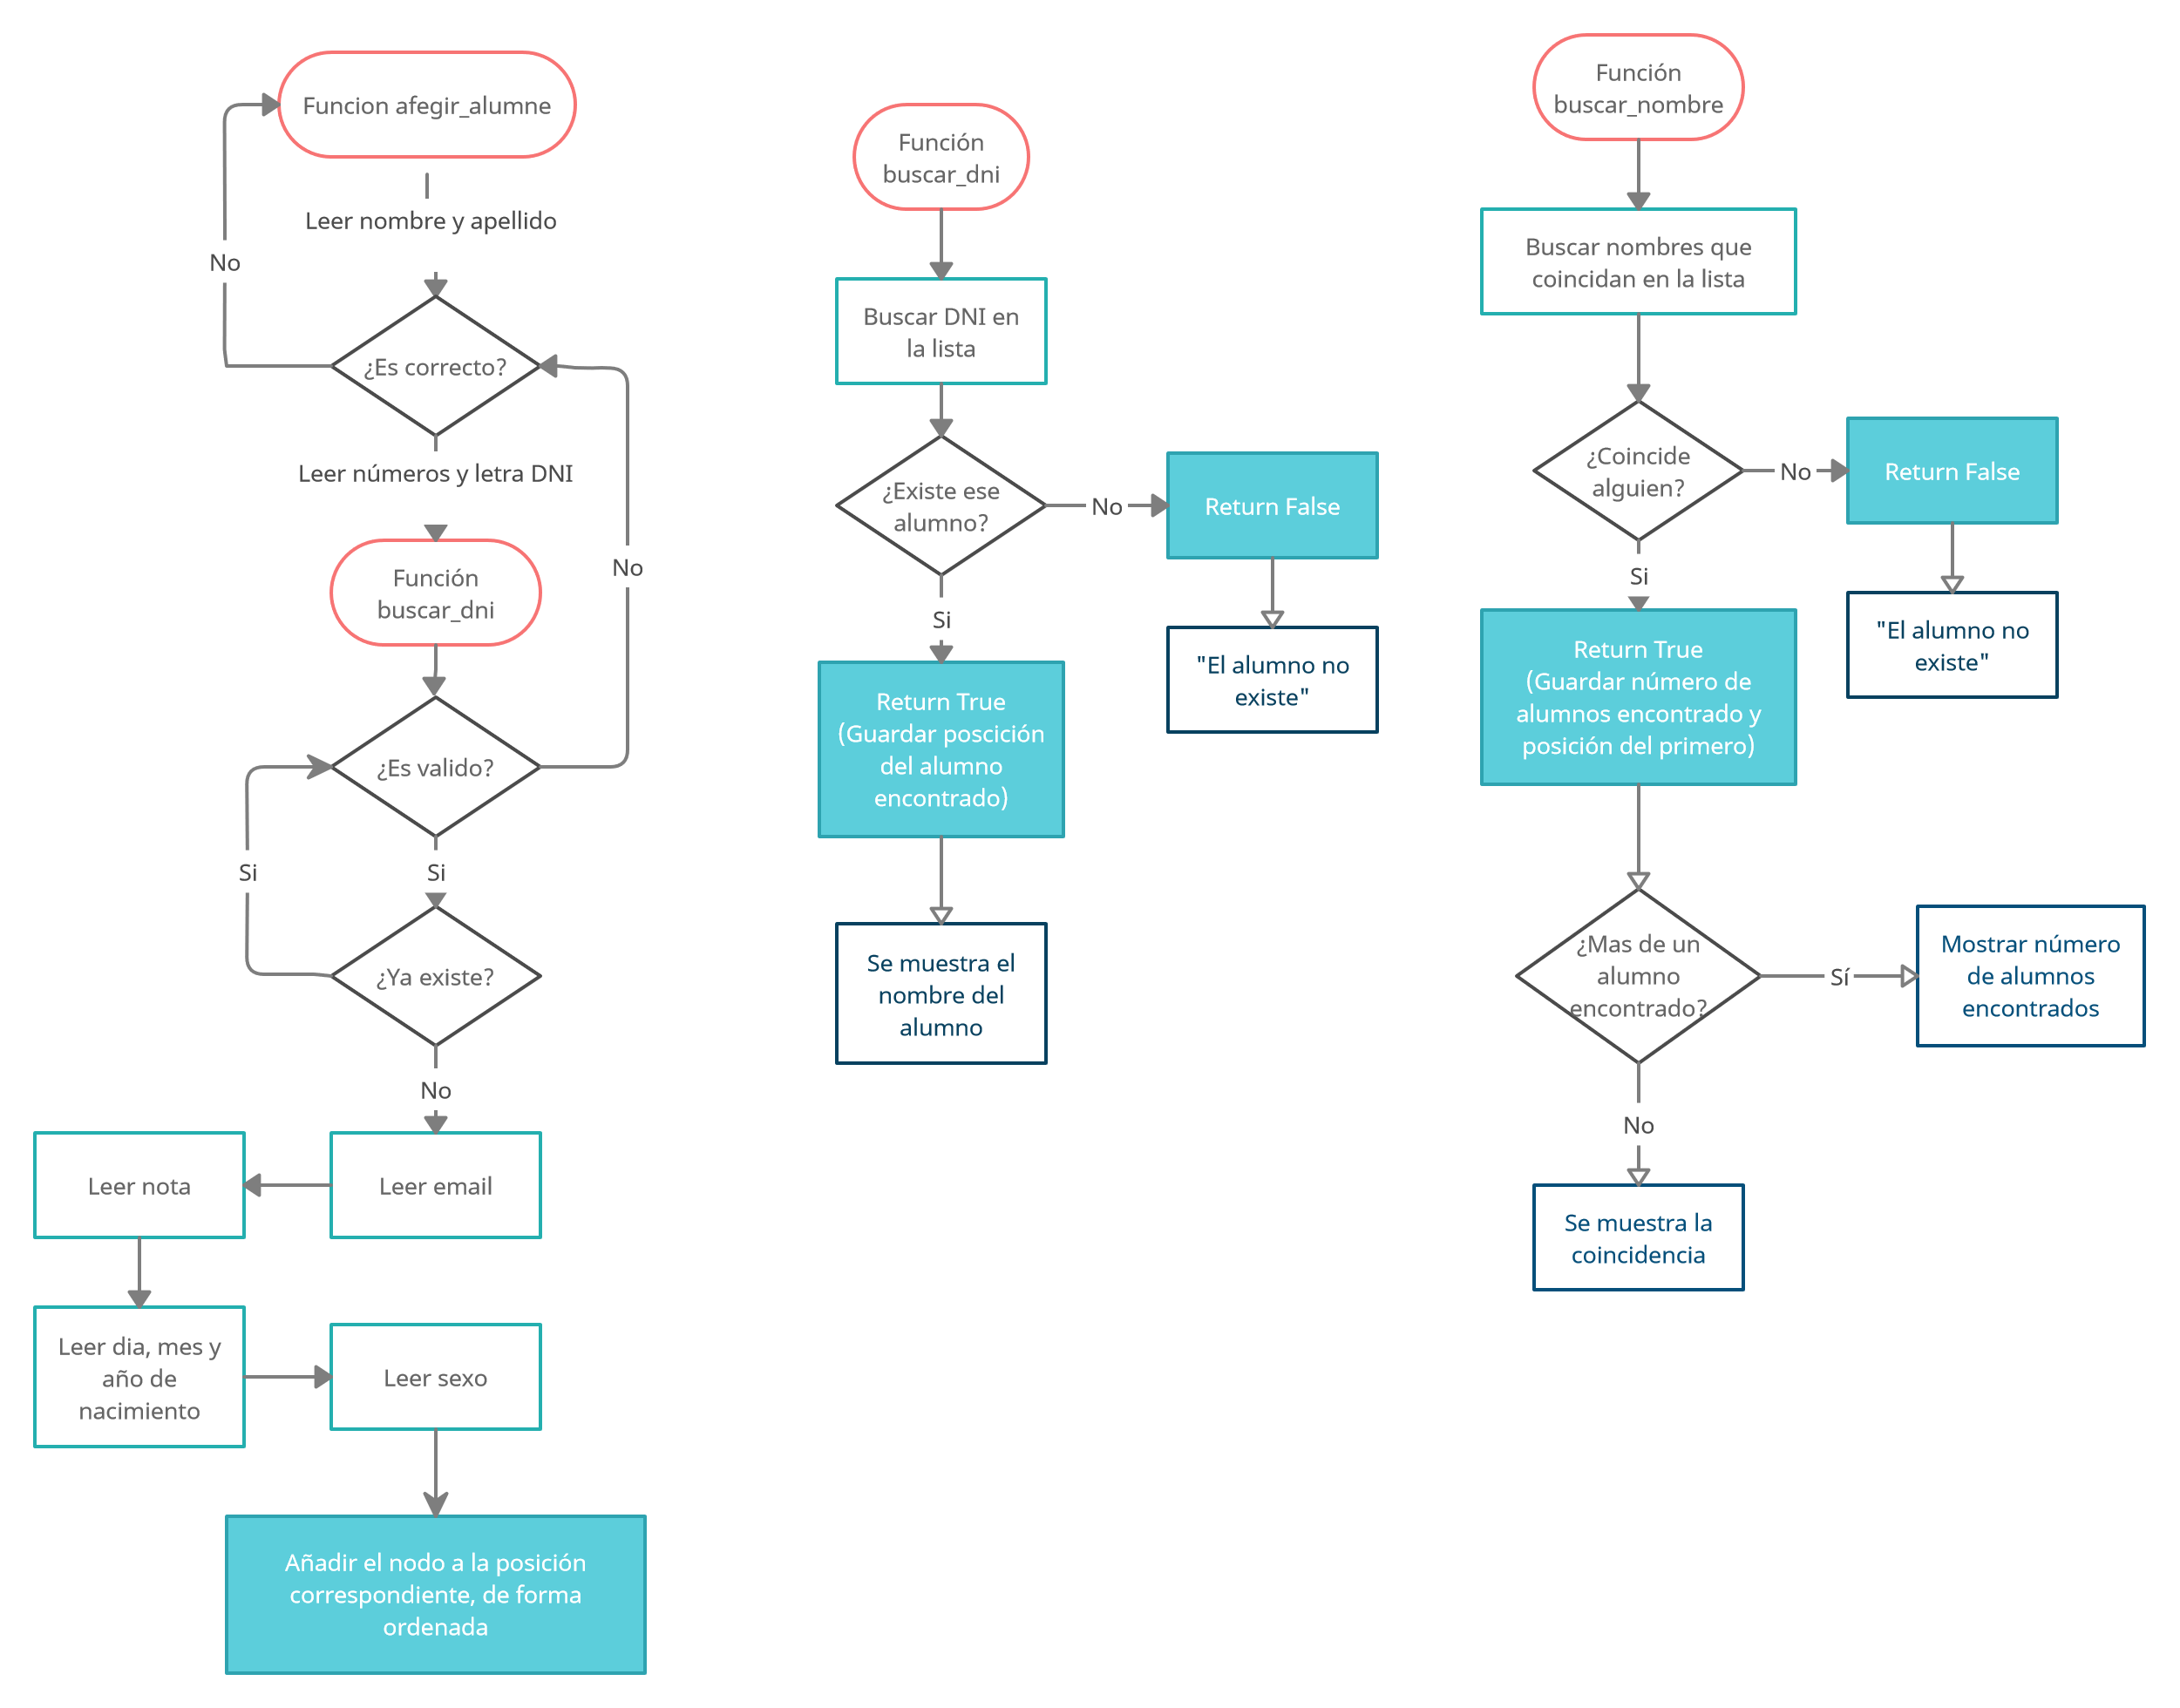 Funcion afegir_alumne
Leer nombre y apellido
No
¿Es correcto?
Leer números y letra DNI
No
Función
buscar_dni
¿Es valido?
Si
Si
¿Ya existe?
No
Leer email
Leer nota
Leer dia, mes y
año de
nacimiento
Leer sexo
Añadir el nodo a la posición
correspondiente, de forma
ordenada
Función
buscar_dni
Buscar DNI en
la lista
¿Existe ese
alumno?
No
Return False
"El alumno no
existe"
Si
Return True
(Guardar poscición
del alumno
encontrado)
Se muestra el
nombre del
alumno
Función
buscar_nombre
Buscar nombres que
coincidan en la lista
¿Coincide
alguien?
No
Return False
"El alumno no
existe"
Si
Return True
(Guardar número de
alumnos encontrado y
posición del primero)
¿Mas de un
alumno
encontrado?
Sí
Mostrar número
de alumnos
encontrados
No
Se muestra la
coincidencia